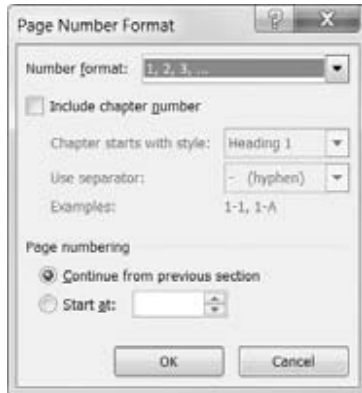 Page Number Format
Number format: 1, 2, 3, ...
Include chapter number
Chapter starts with style: Heading 1
Use separator: - (hyphen)
Examples: 1-1, 1-A
Page numbering
Continue from previous section
Start at:
OK Cancel